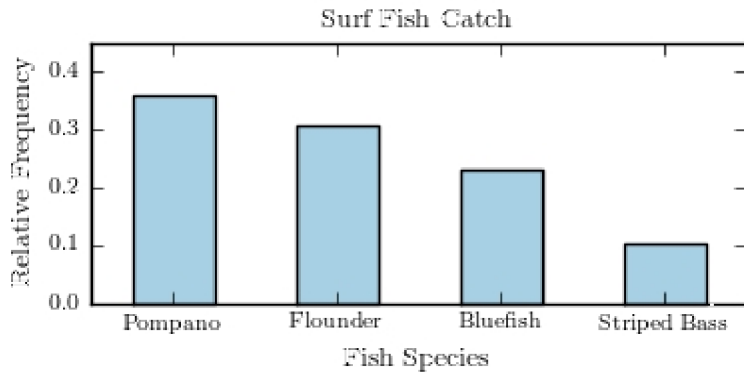 Surf Fish Catch
Relative Frequency
0.4
0.3
0.2
0.1
0.0
Pompano Flounder Bluefish Striped Bass
Fish Species